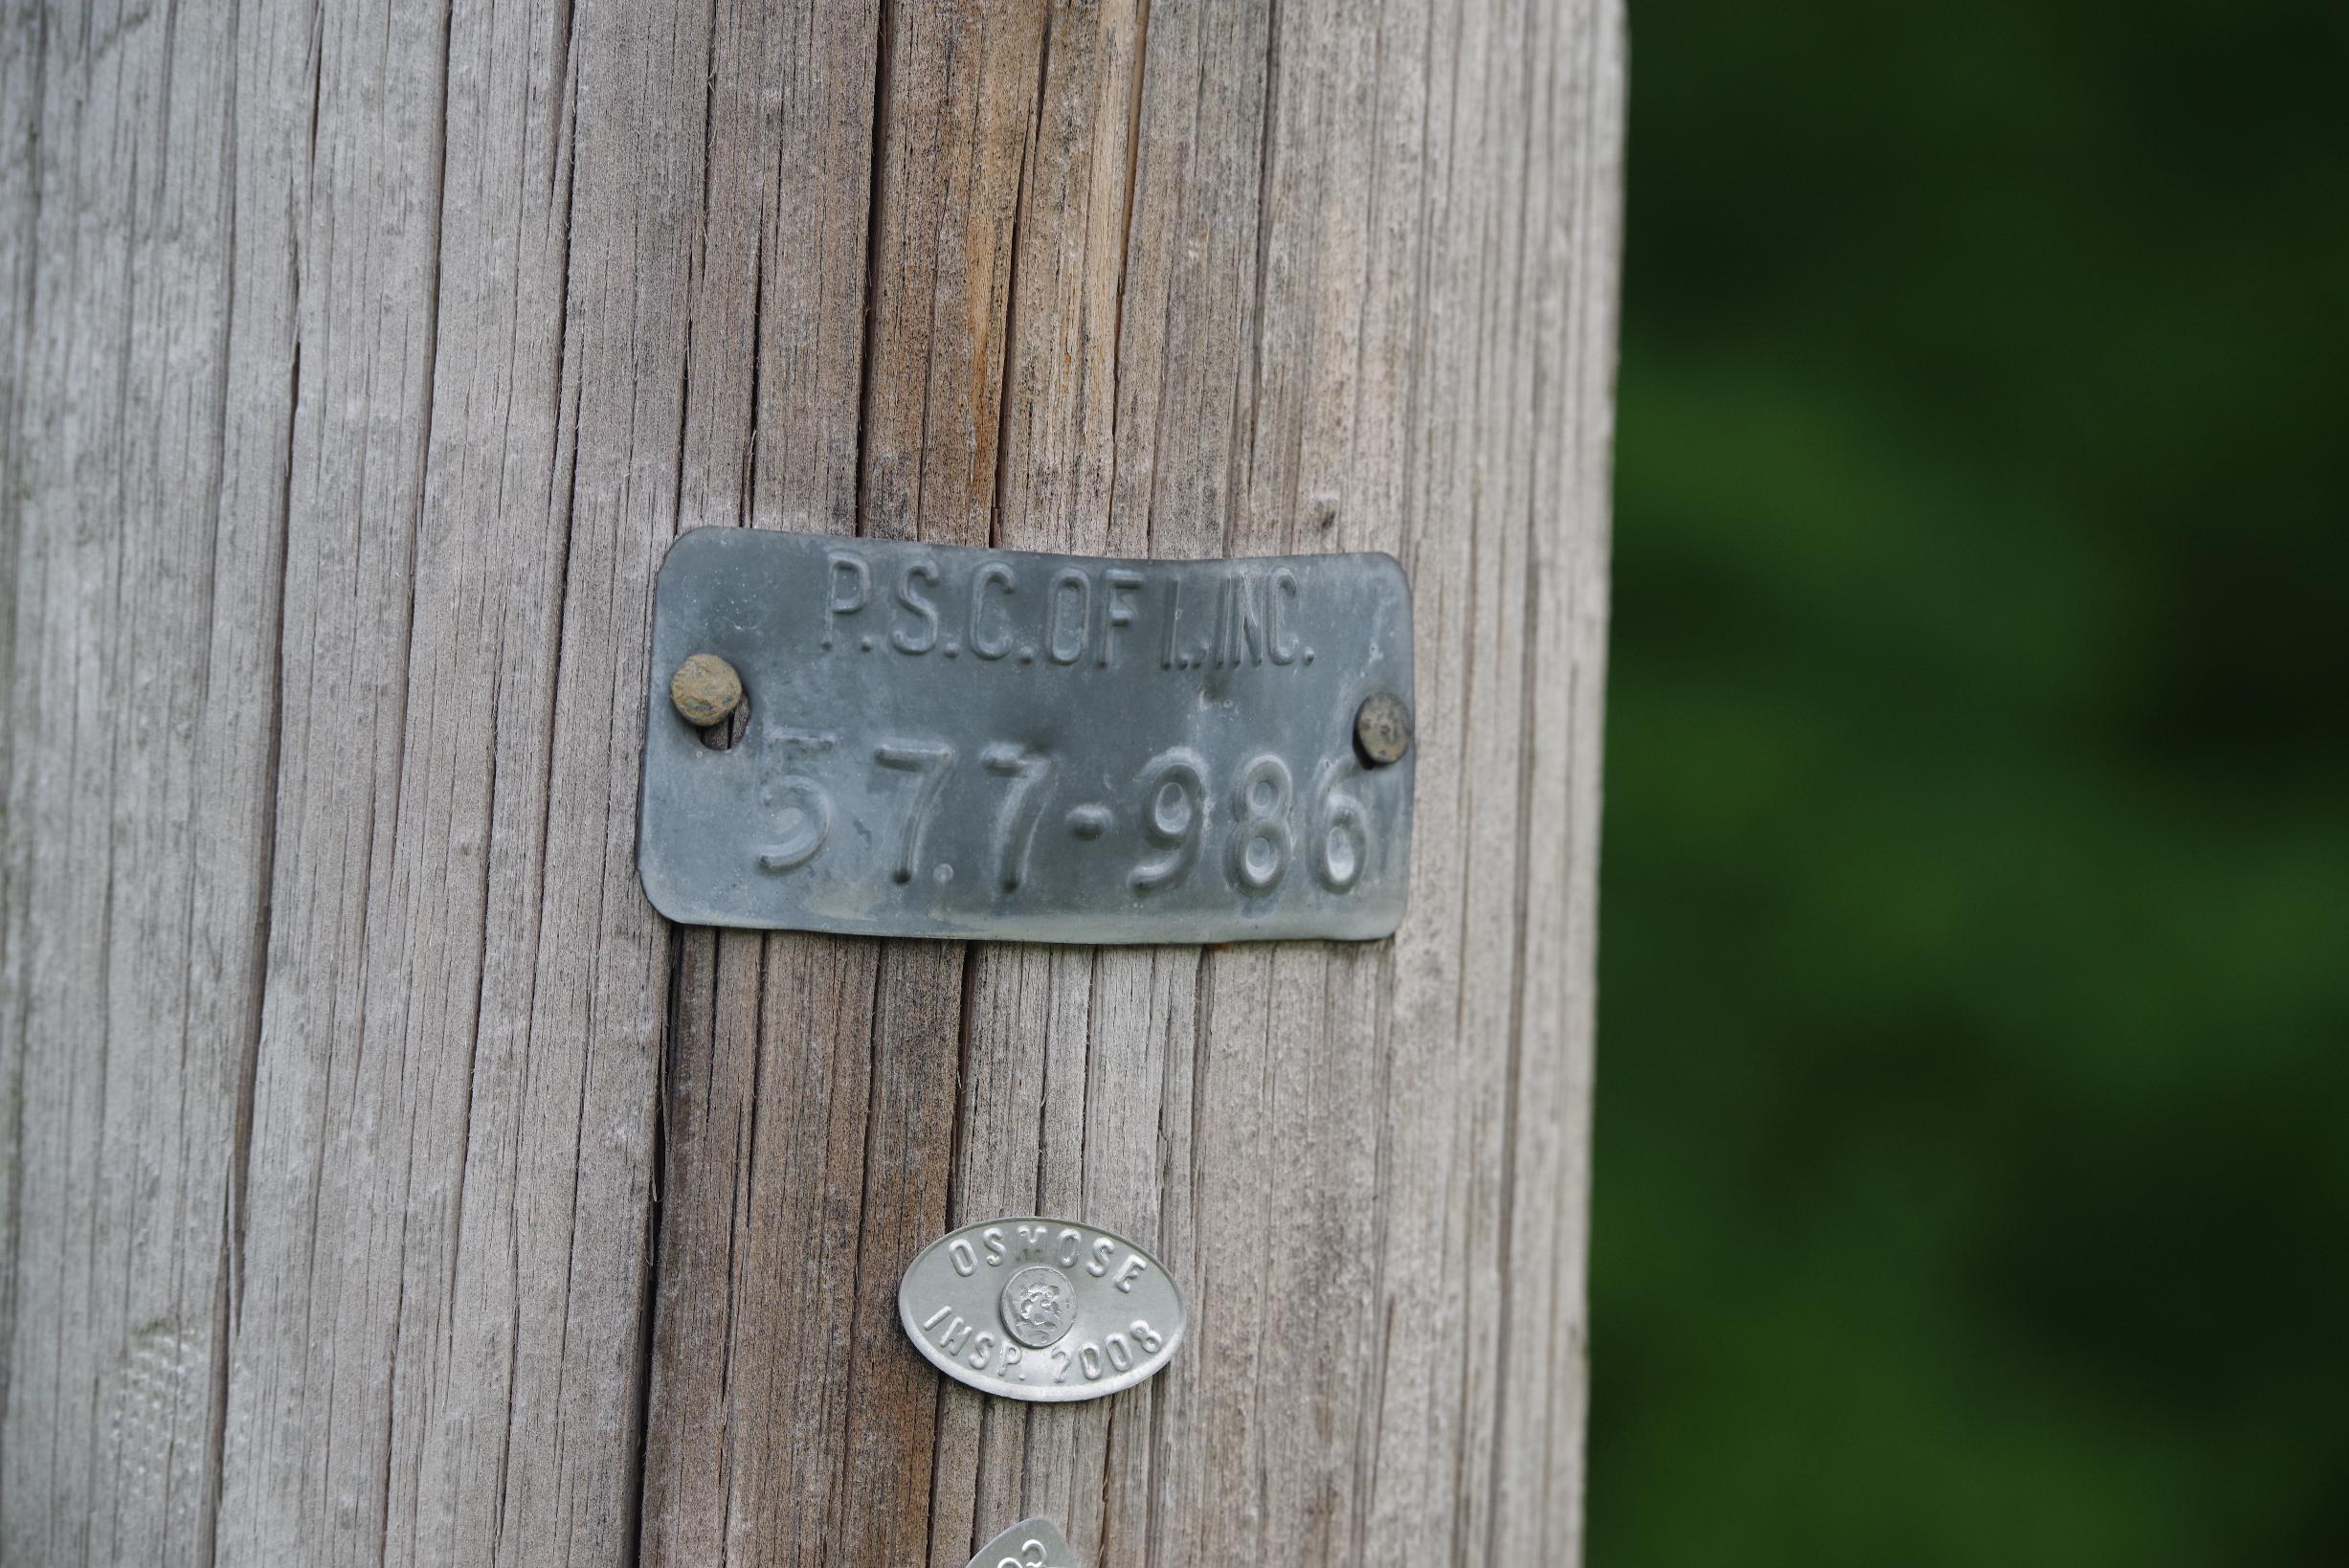 P.S.C.OF I.INC.
577-986
OSMOSE
INSP. 2008